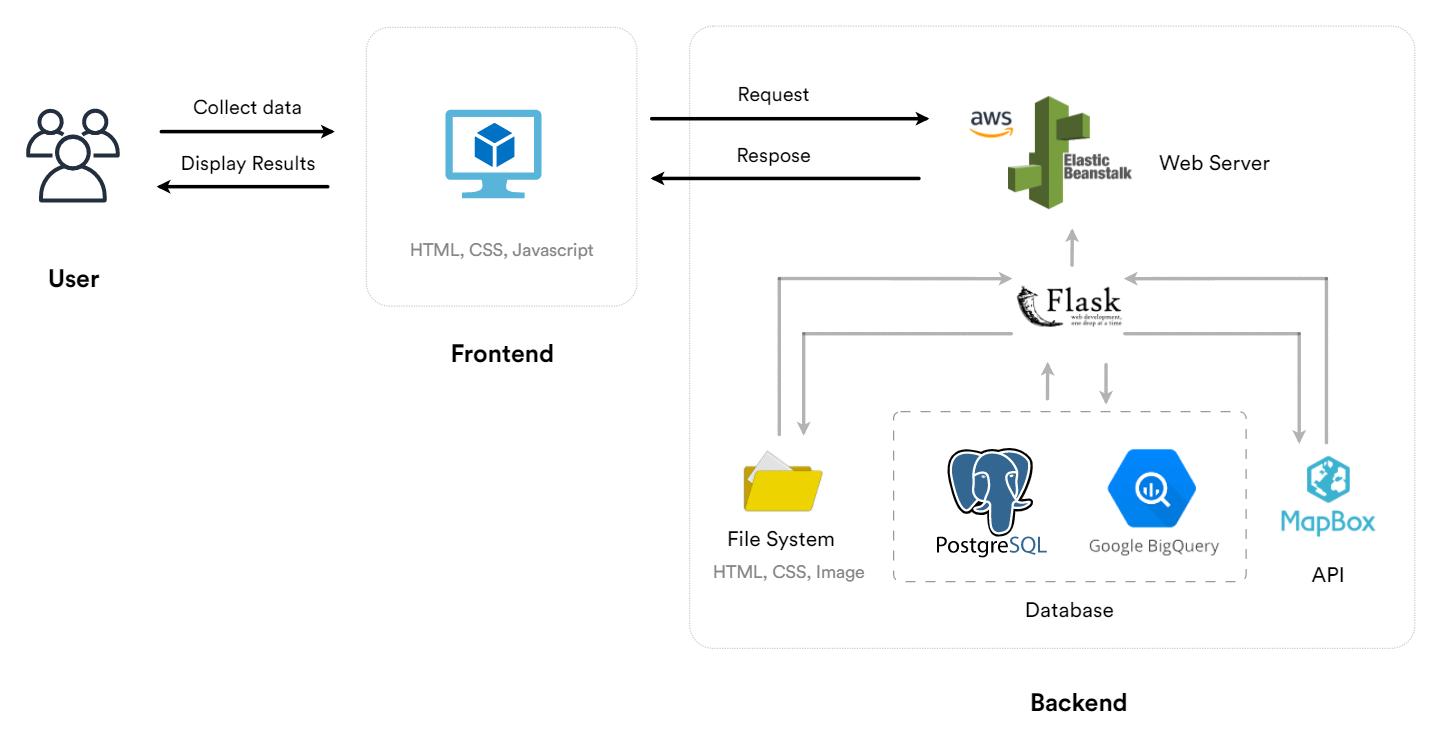 Collect data
Display Results
User
HTML, CSS, Javascript
Frontend
Request
Respose
aws
Elastic
Beanstalk
Web Server
Flask
web development,
one drop at a time
File System
HTML, CSS, Image
PostgreSQL
Google BigQuery
Database
MapBox
API
Backend